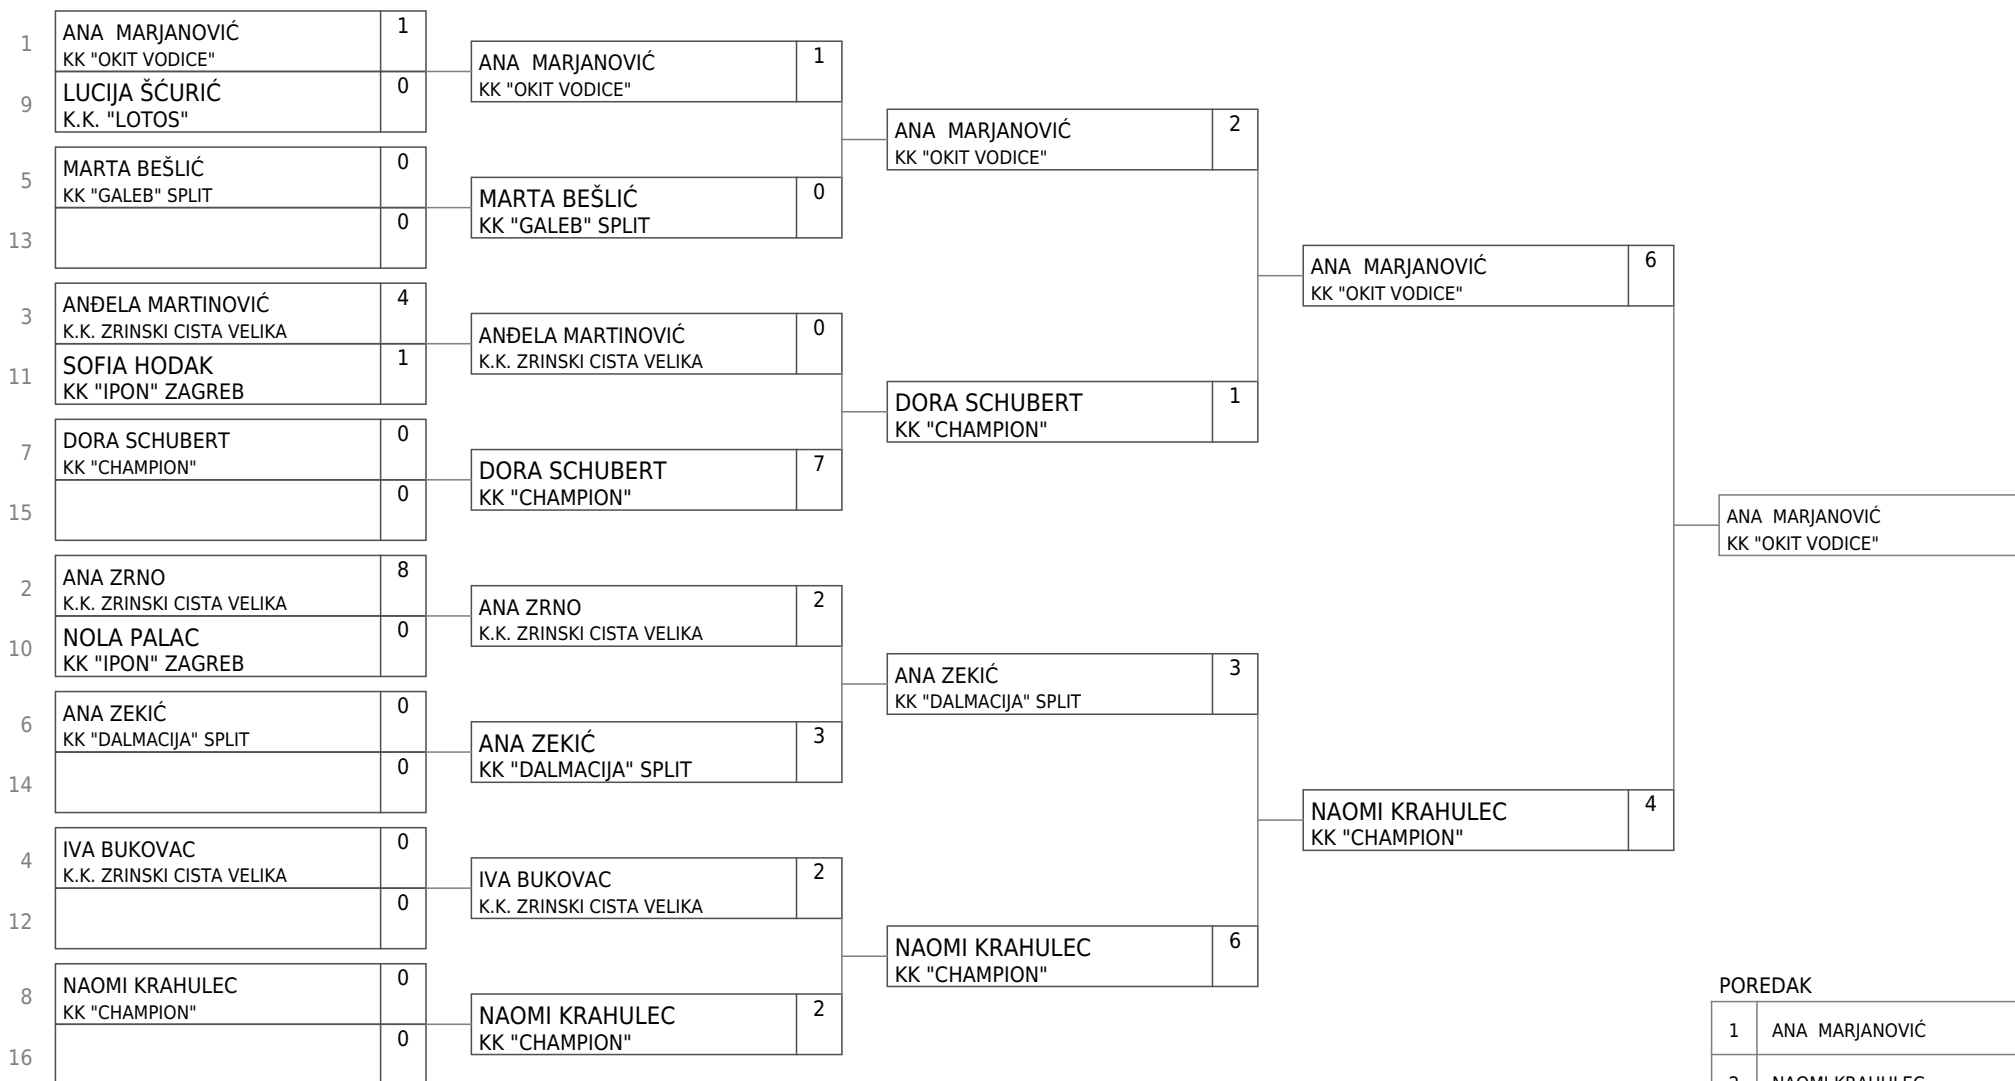 1
ANA  MARJANOVIĆ
KK "OKIT VODICE"
1
9
LUCIJA ŠĆURIĆ
K.K. "LOTOS"
0
5
MARTA BEŠLIĆ
KK "GALEB" SPLIT
0
13
0
3
ANĐELA MARTINOVIĆ
K.K. ZRINSKI CISTA VELIKA
4
11
SOFIA HODAK
KK "IPON" ZAGREB
1
7
DORA SCHUBERT
KK "CHAMPION"
0
15
0
2
ANA ZRNO
K.K. ZRINSKI CISTA VELIKA
8
10
NOLA PALAC
KK "IPON" ZAGREB
0
6
ANA ZEKIĆ
KK "DALMACIJA" SPLIT
0
14
0
4
IVA BUKOVAC
K.K. ZRINSKI CISTA VELIKA
0
12
0
8
NAOMI KRAHULEC
KK "CHAMPION"
0
16
0
ANA  MARJANOVIĆ
KK "OKIT VODICE"
1
MARTA BEŠLIĆ
KK "GALEB" SPLIT
0
ANĐELA MARTINOVIĆ
K.K. ZRINSKI CISTA VELIKA
0
DORA SCHUBERT
KK "CHAMPION"
7
ANA ZRNO
K.K. ZRINSKI CISTA VELIKA
2
ANA ZEKIĆ
KK "DALMACIJA" SPLIT
3
IVA BUKOVAC
K.K. ZRINSKI CISTA VELIKA
2
NAOMI KRAHULEC
KK "CHAMPION"
2
ANA  MARJANOVIĆ
KK "OKIT VODICE"
2
DORA SCHUBERT
KK "CHAMPION"
1
ANA ZEKIĆ
KK "DALMACIJA" SPLIT
3
NAOMI KRAHULEC
KK "CHAMPION"
6
ANA  MARJANOVIĆ
KK "OKIT VODICE"
6
NAOMI KRAHULEC
KK "CHAMPION"
4
ANA  MARJANOVIĆ
KK "OKIT VODICE"
POREDAK
1 ANA  MARJANOVIĆ
2 NAOMI KRAHULEC